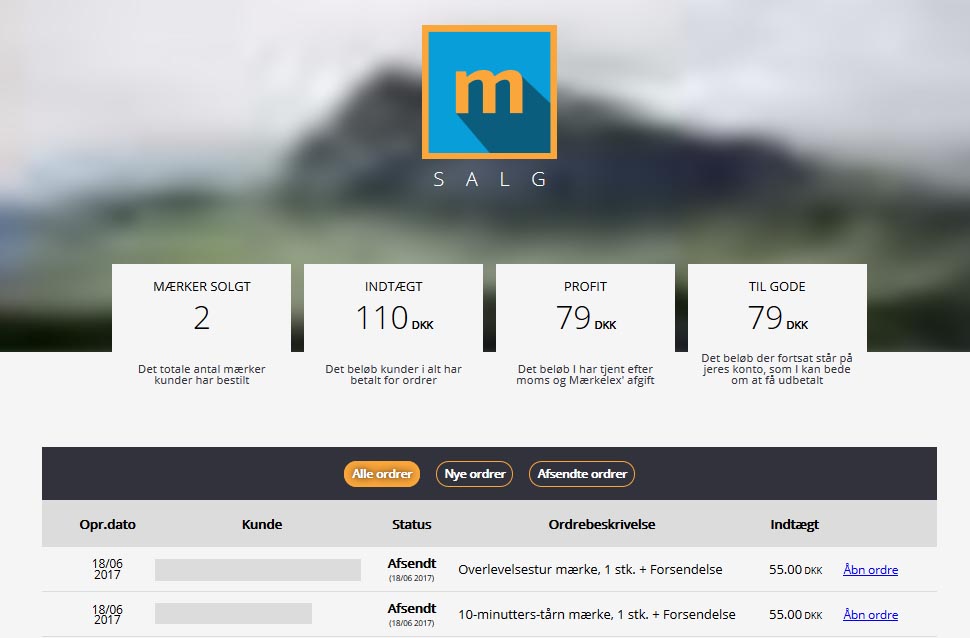 m
SALG
MÆRKER SOLGT
2
Det totale antal mærker
kunder har bestilt
INDTÆGT
110 DKK
Det beløb kunder i alt har
betalt for ordrer
PROFIT
79 DKK
Det beløb I har tjent efter
moms og Mærkelex' afgift
TIL GODE
79 DKK
Det beløb der fortsat står på
jeres konto, som I kan bede
om at få udbetalt
Alle ordrer Nye ordrer Afsendte ordrer
Opr.dato Kunde Status Ordrebeskrivelse Indtægt
18/06
2017
Afsendt
(18/06 2017)
Overlevelsestur mærke, 1 stk. + Forsendelse 55.00 DKK Åbn ordre
18/06
2017
Afsendt
(18/06 2017)
10-minutters-tårn mærke, 1 stk. + Forsendelse 55.00 DKK Åbn ordre